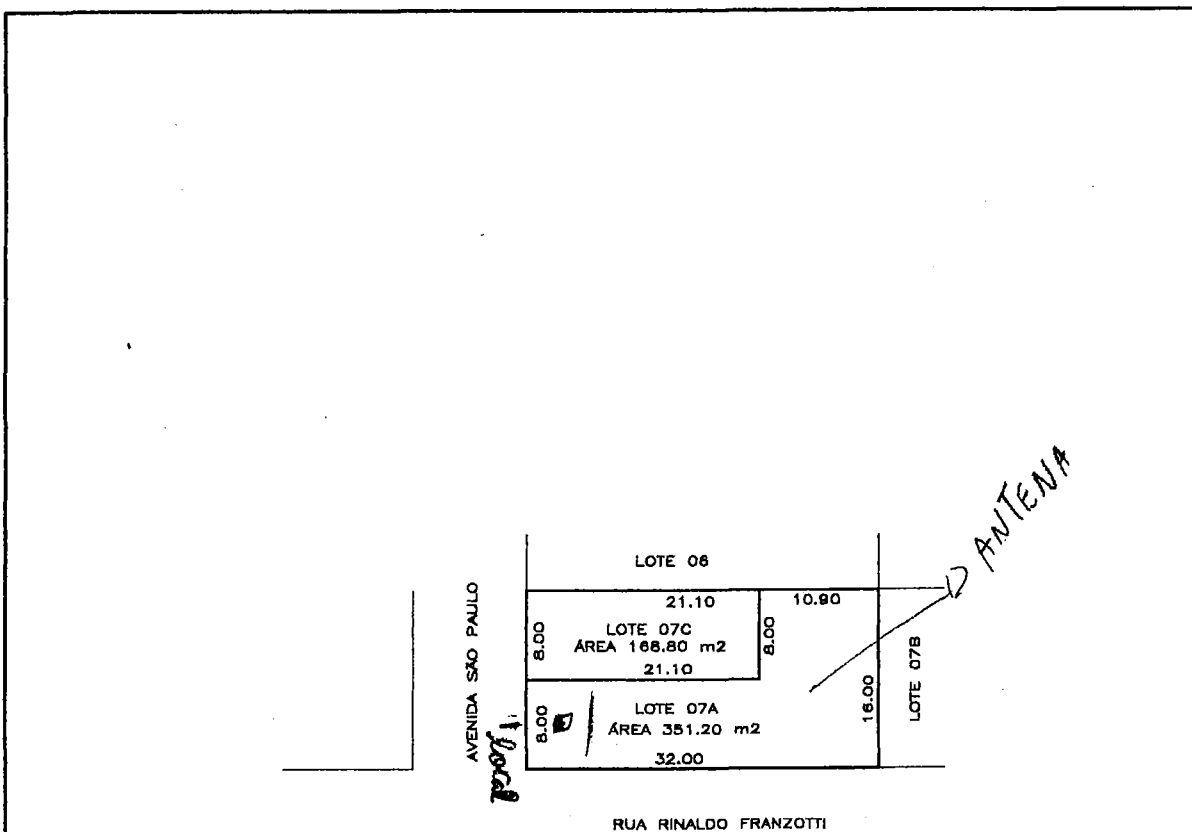 ANTENA
LOTE 06
21.10
10.90
8.00
LOTE 07C
ÁREA 168.80 m2
8.00
21.10
AVENIDA SÃO PAULO
LOTE 07B
16.00
8.00
LOTE 07A
ÁREA 351.20 m2
32.00
local
RUA RINALDO FRANZOTTI